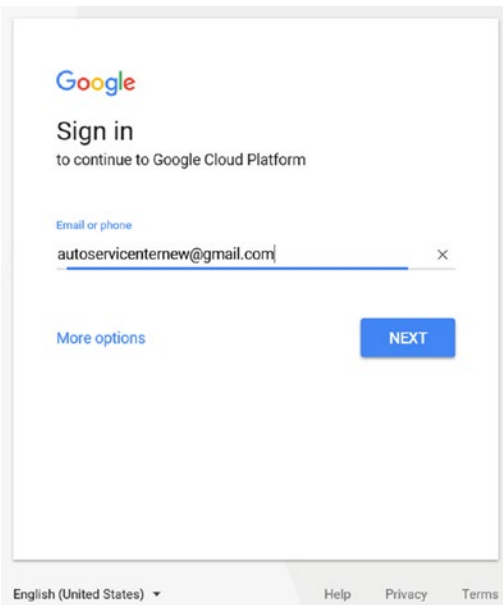 Google
Sign in
to continue to Google Cloud Platform
Email or phone
autoservicenternew@gmail.com
More options NEXT
English (United States) Help Privacy Terms